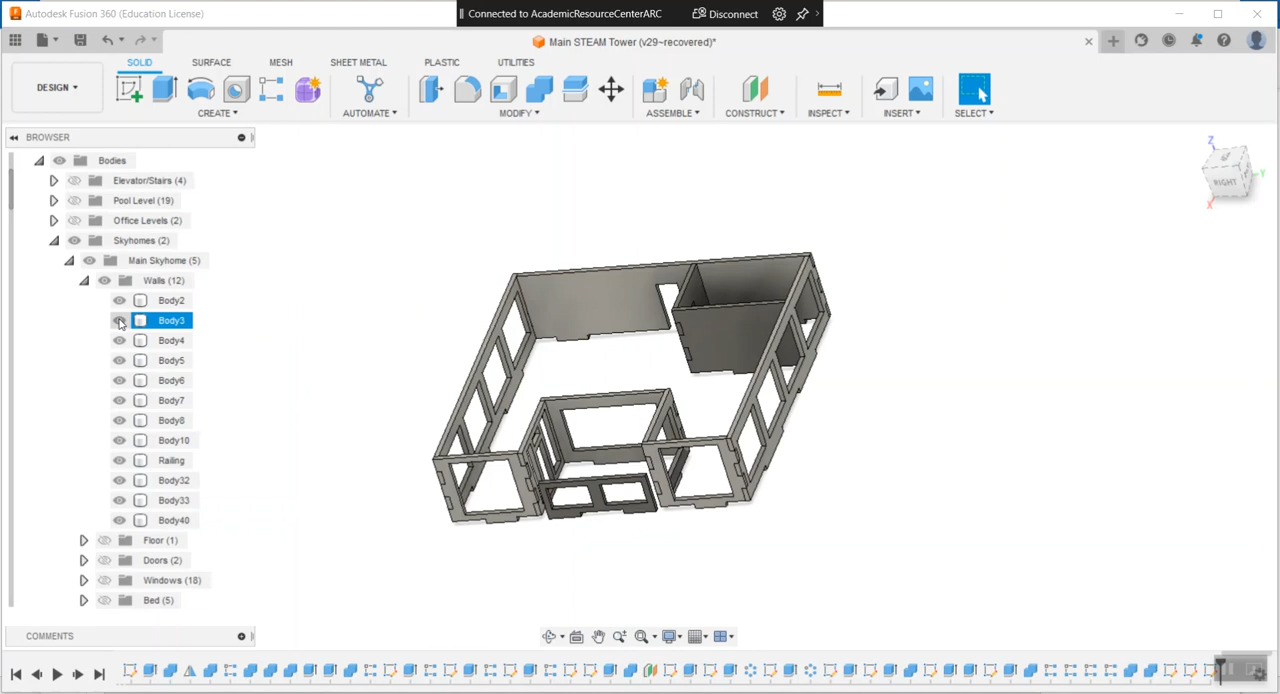 Autodesk Fusion 360 (Education License)
Connected to AcademicResourceCenterARC
Disconnect
Main STEAM Tower (v29~recovered)*
DESIGN
SOLID
SURFACE
MESH
SHEET METAL
PLASTIC
UTILITIES
CREATE
AUTOMATE
MODIFY
ASSEMBLE
CONSTRUCT
INSPECT
INSERT
SELECT
BROWSER
Bodies
Elevator/Stairs (4)
Pool Level (19)
Office Levels (2)
Skyhomes (2)
Main Skyhome (5)
Walls (12)
Body2
Body3
Body4
Body5
Body6
Body7
Body8
Body10
Railing
Body32
Body33
Body40
Floor (1)
Doors (2)
Windows (18)
Bed (5)
COMMENTS
Z
Y
X
RIGHT